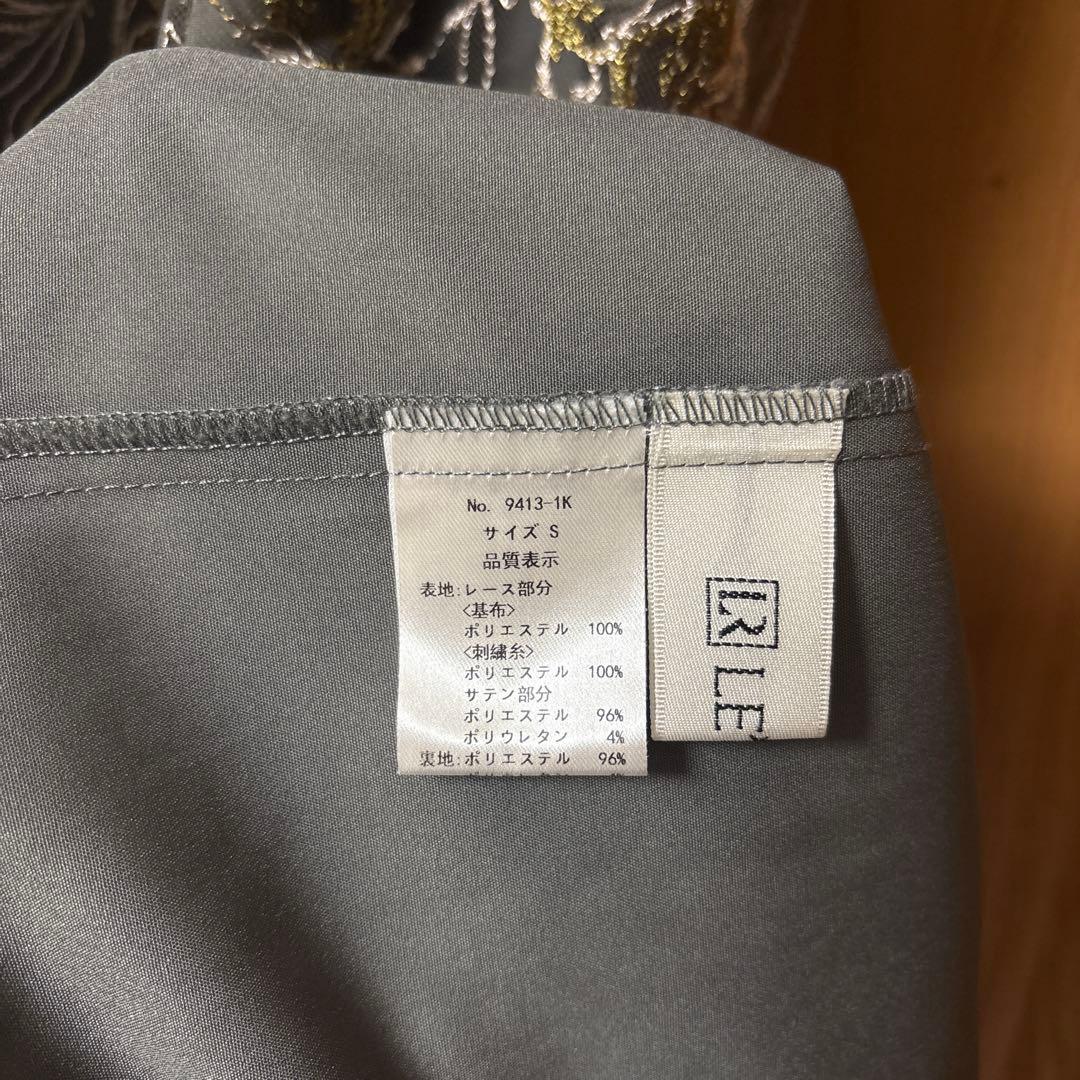 No. 9413-1K
サイズ S
品質表示
表地:レース部分
<基布>
ポリエステル 100%
<刺繍糸>
ポリエステル 100%
サテン部分
ポリエステル 96%
ポリウレタン 4%
裏地:ポリエステル 96%
LR LE